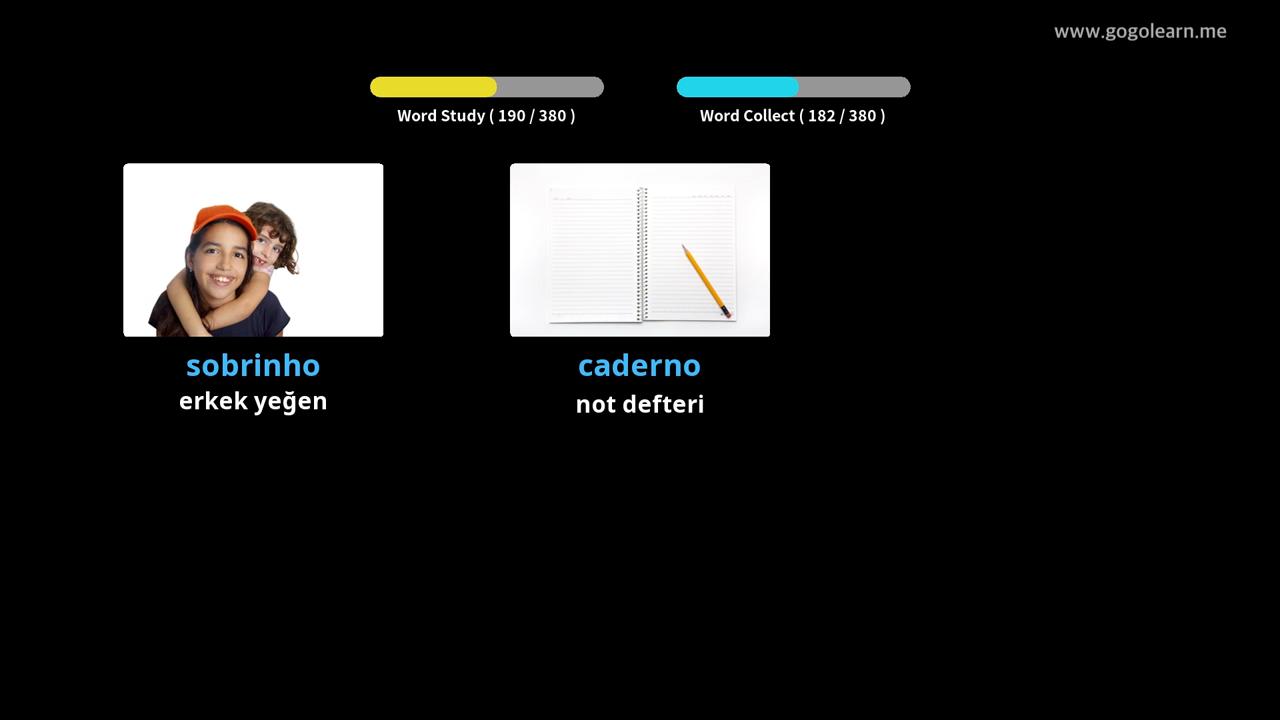 www.gogolearn.me
Word Study ( 190 / 380 )
Word Collect ( 182 / 380 )
sobrinho
erkek yeğen
caderno
not defteri